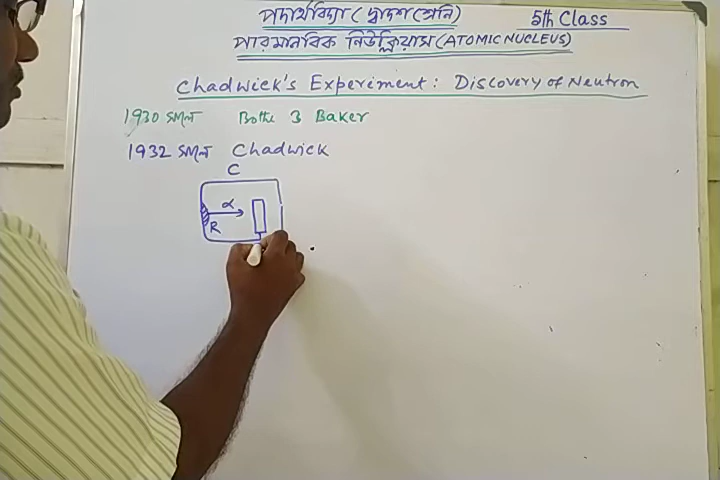 পদার্থবিদ্যা (দ্বাদশ শ্রেনি) 5th Class
পারমানবিক নিউক্লিয়াস (ATOMIC NUCLEUS)
Chadwick's Experiment: Discovery of Neutron
1930 সালে Bothe & Baker
1932 সালে Chadwick
C
α
R